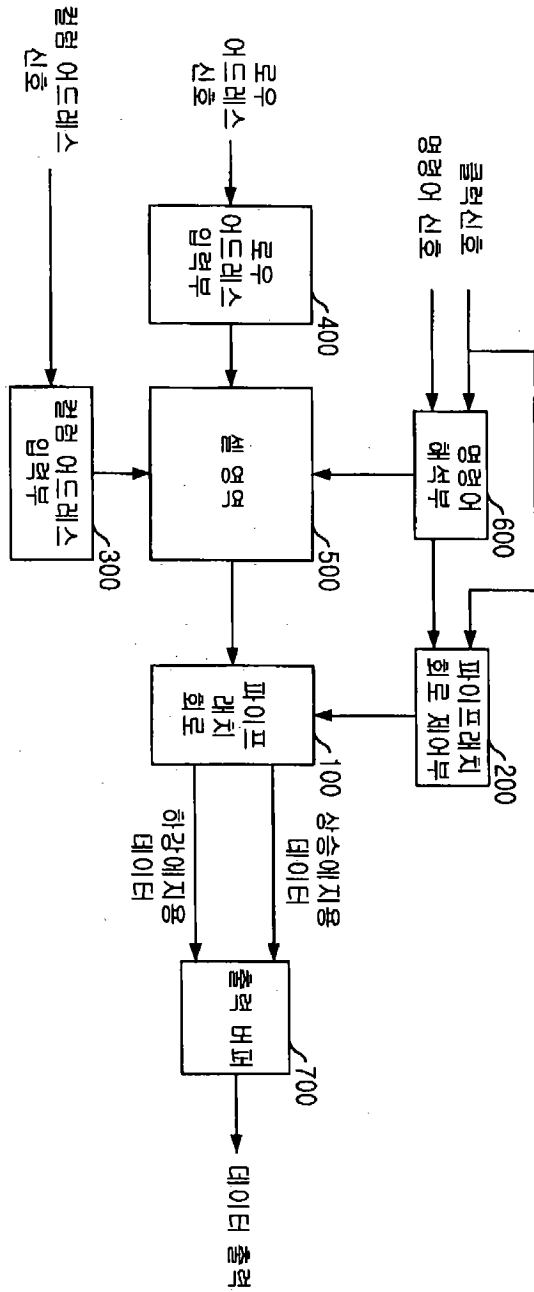 클럭신호
명령어 신호
명령어
해석부
600
파이프래치
회로 제어부
200
로우
어드레스
신호
로우
어드레스
입력부
400
셀 영역
500
파이프
래치
회로
100
상승에지용
데이터
하강에지용
데이터
출력 버퍼
700
데이터 출력
컬럼 어드레스
신호
컬럼 어드레스
입력부
300